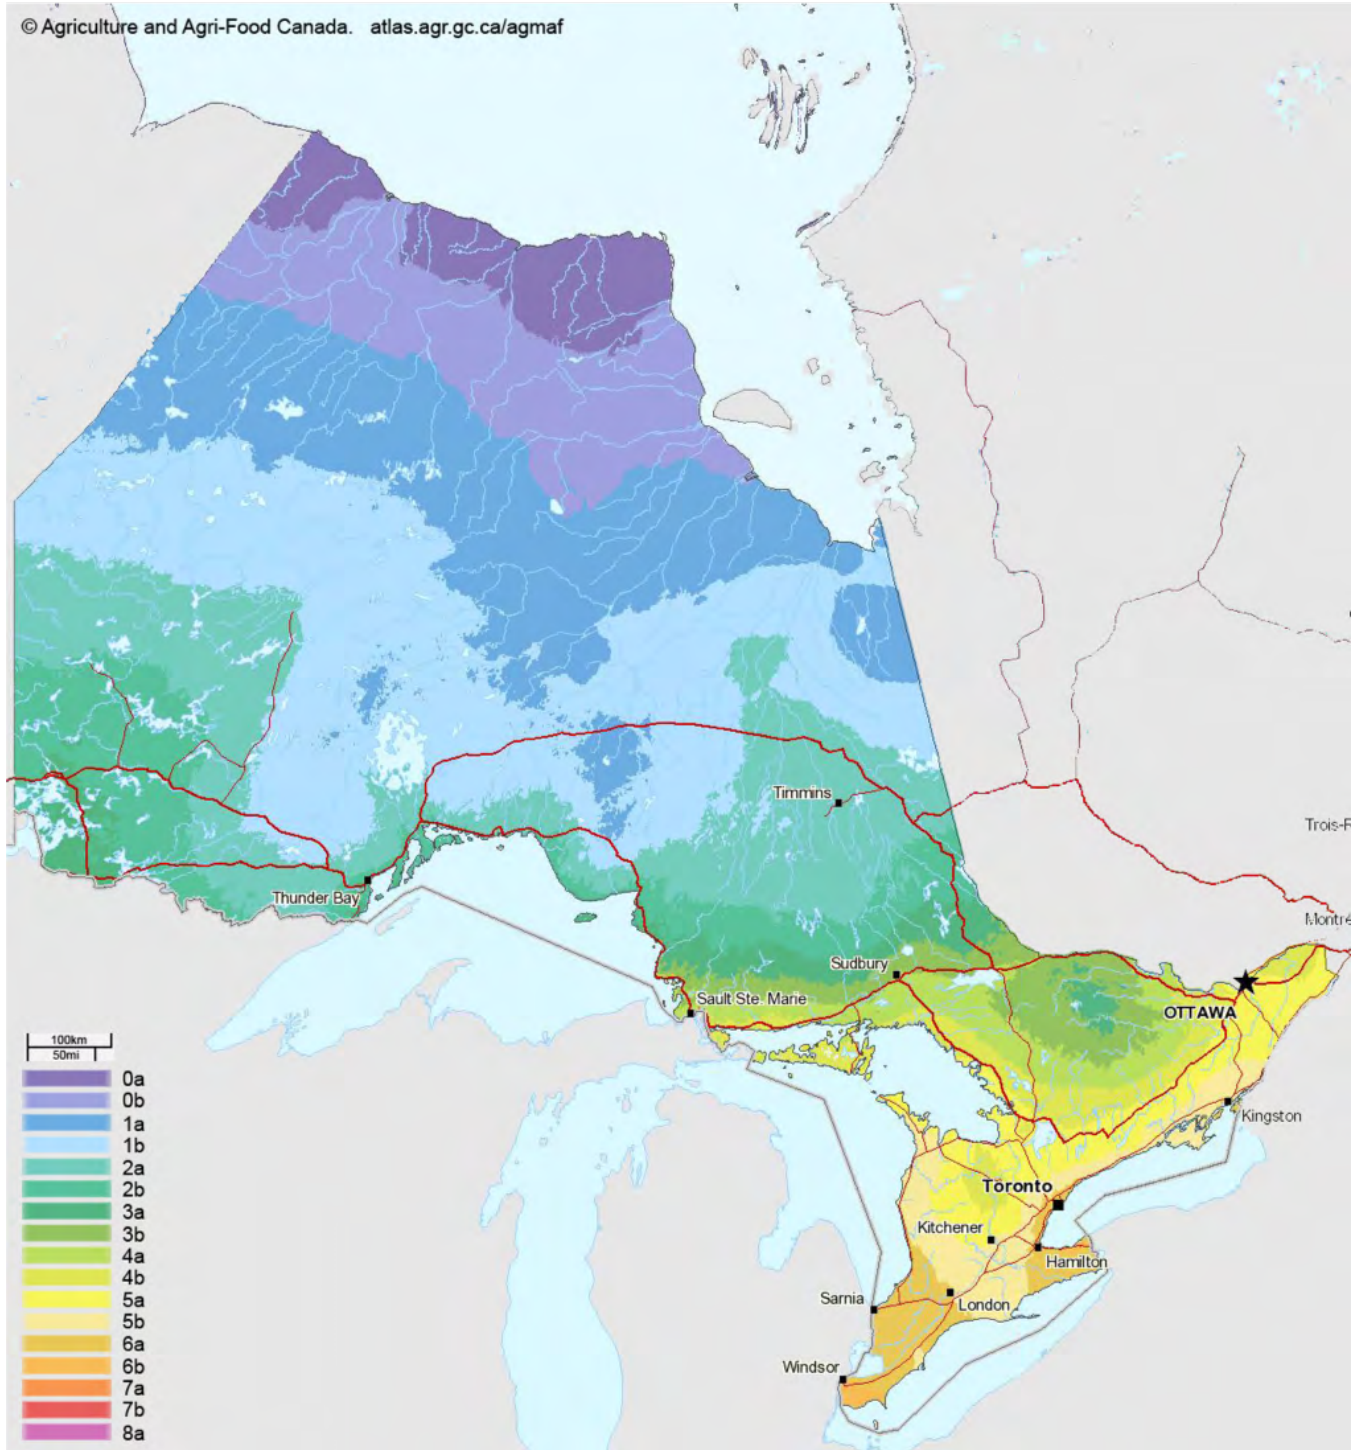 © Agriculture and Agri-Food Canada.   atlas.agr.gc.ca/agmaf
Timmins
Trois-R
Thunder Bay
Montré
Sudbury
Sault Ste. Marie
OTTAWA
100km
50mi
0a
0b
1a
Kingston
1b
2a
2b
Toronto
3a
3b
Kitchener
4a
Hamilton
4b
5a
Sarnia
London
5b
6a
6b
Windsor
7a
7b
8a